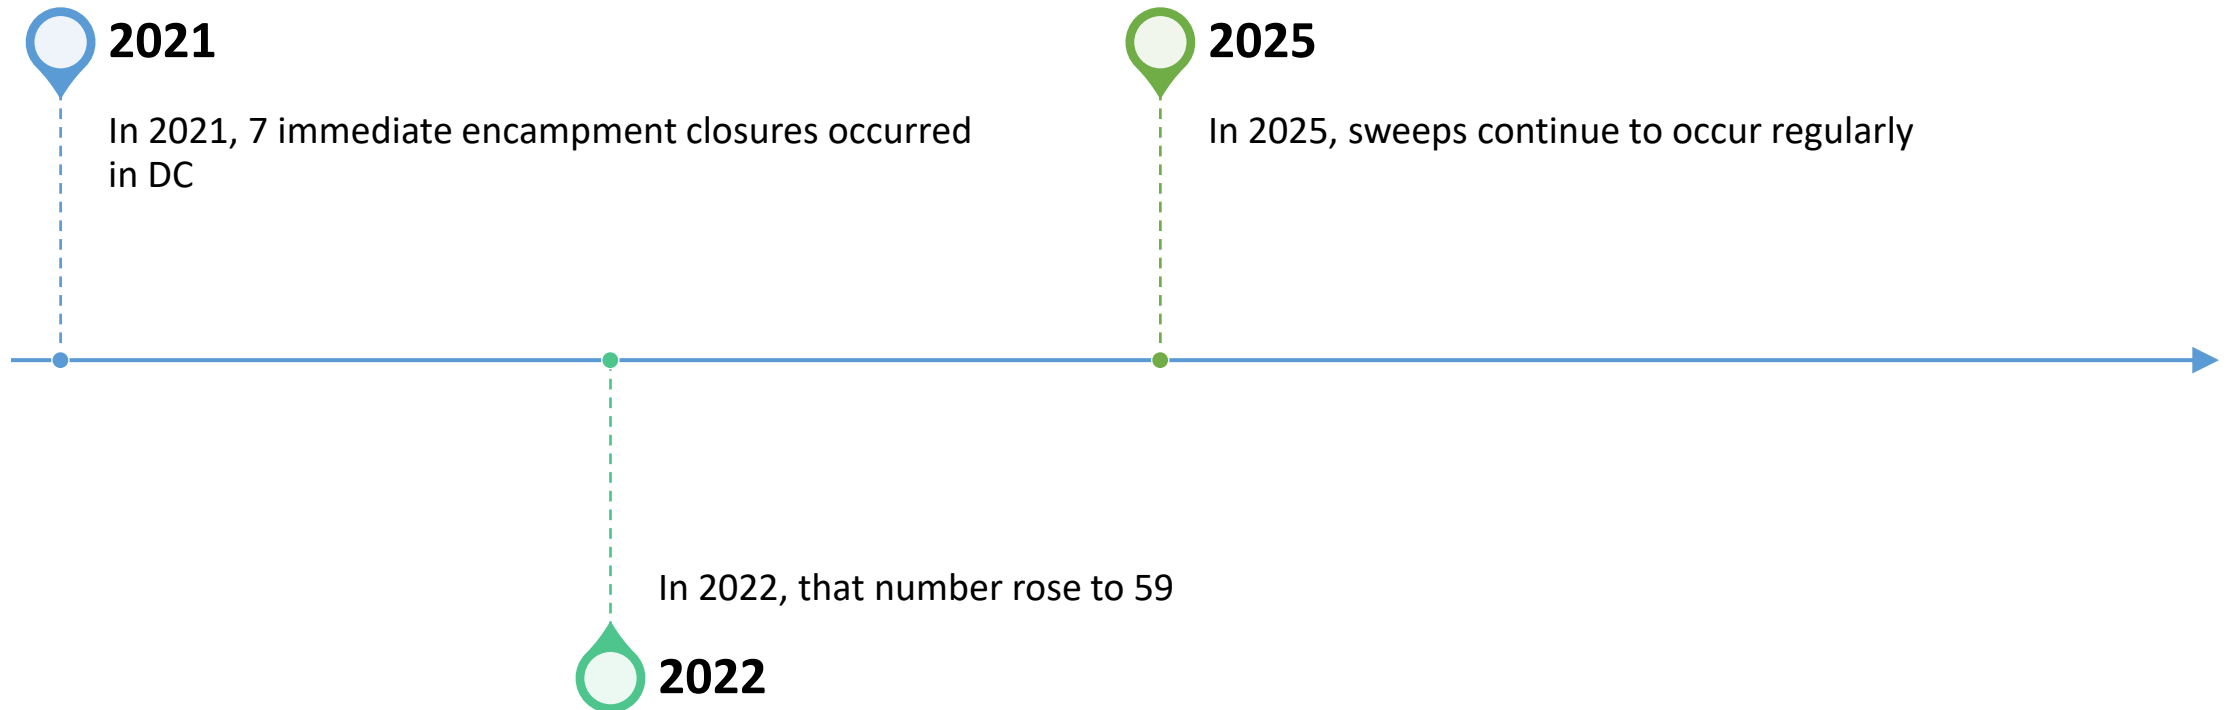 2021
In 2021, 7 immediate encampment closures occurred
in DC
In 2022, that number rose to 59
2022
2025
In 2025, sweeps continue to occur regularly